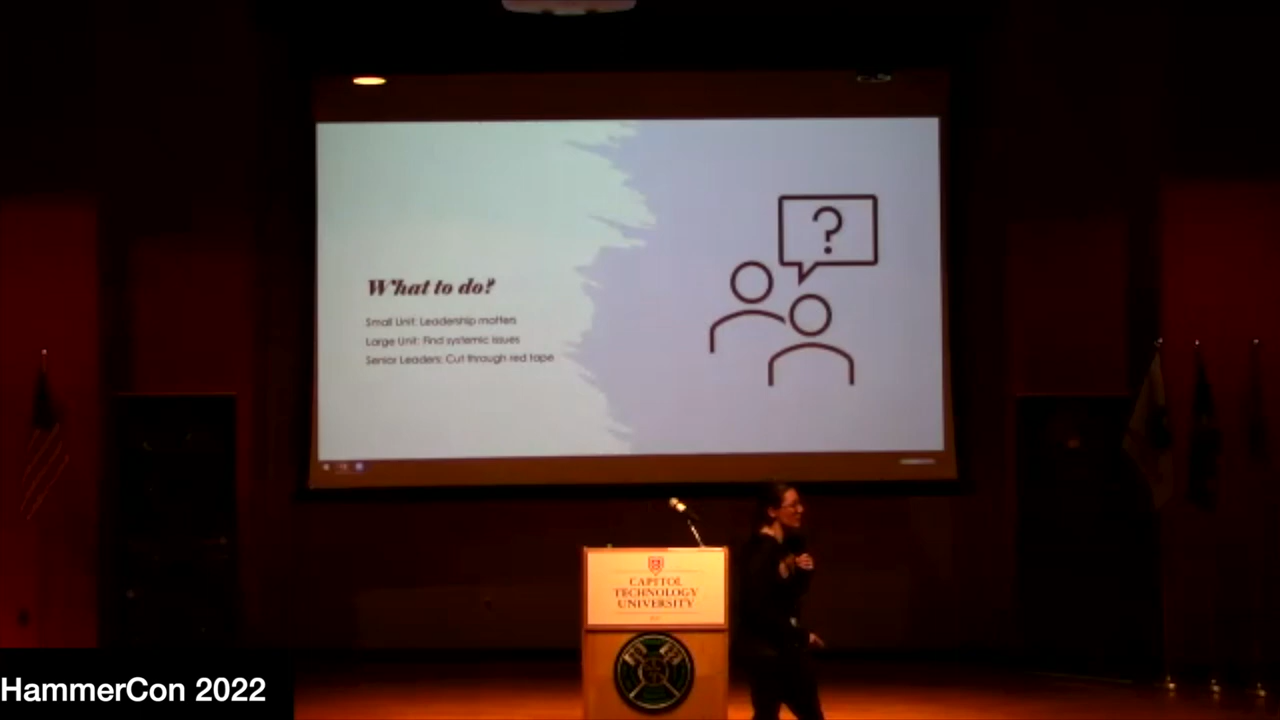 What to do?
Small Unit: Leadership matters
Large Unit: Find systemic issues
Senior Leaders: Cut through red tape
?
CAPITOL
TECHNOLOGY
UNIVERSITY
HammerCon 2022